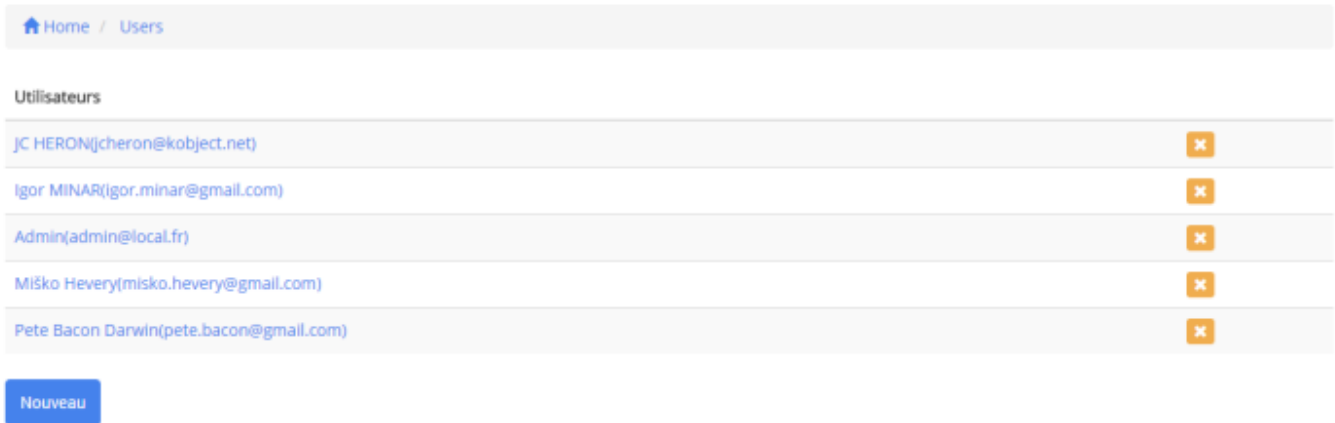 Home / Users
Utilisateurs
JC HERON(jcheron@kobject.net)
Igor MINAR(igor.minar@gmail.com)
Admin(admin@local.fr)
Miško Hevery(misko.hevery@gmail.com)
Pete Bacon Darwin(pete.bacon@gmail.com)
Nouveau